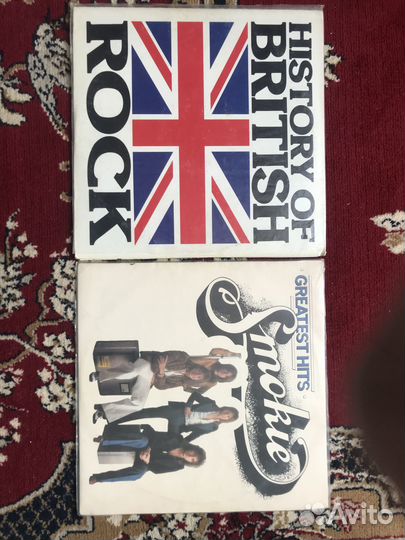 HISTORY OF
BRITISH
ROCK
GREATEST HITS
Smokie
Avito